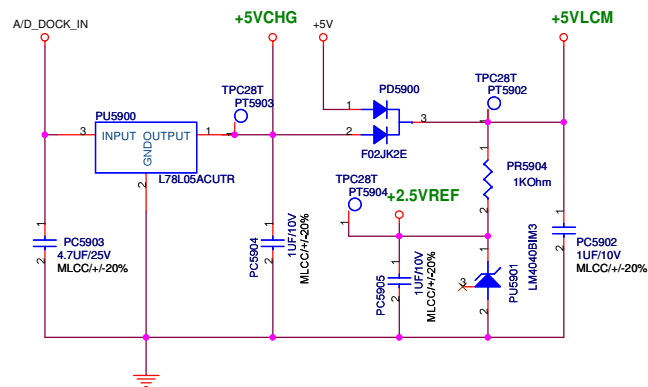 A/D_DOCK_IN
+5VCHG
+5V
+5VLCM
TPC28T
PT5903
PD5900
TPC28T
PT5902
PU5900
3 INPUT OUTPUT 1
GND
2
L78L05ACUTR
1
2
3
F02JK2E
1
PR5904
1KOhm
2
TPC28T
PT5904
1
+2.5VREF
1
PC5903
4.7UF/25V
MLCC/+/-20%
2
1
PC5904
1UF/10V
MLCC/+/-20%
2
1
PC5905
1UF/10V
MLCC/+/-20%
2
1
3
PU5901
LM4040BIM3
2
1
PC5902
1UF/10V
MLCC/+/-20%
2